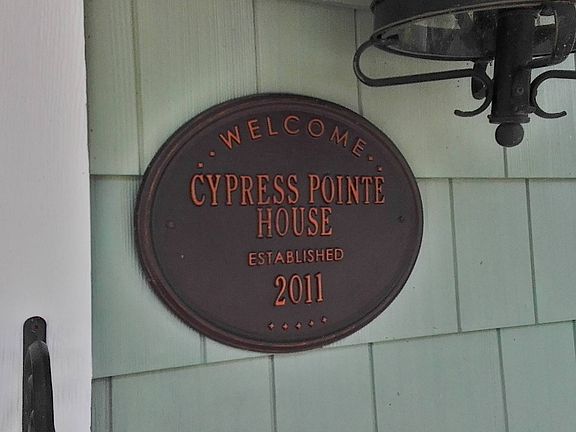 WELCOME
CYPRESS POINTE
HOUSE
ESTABLISHED
2011